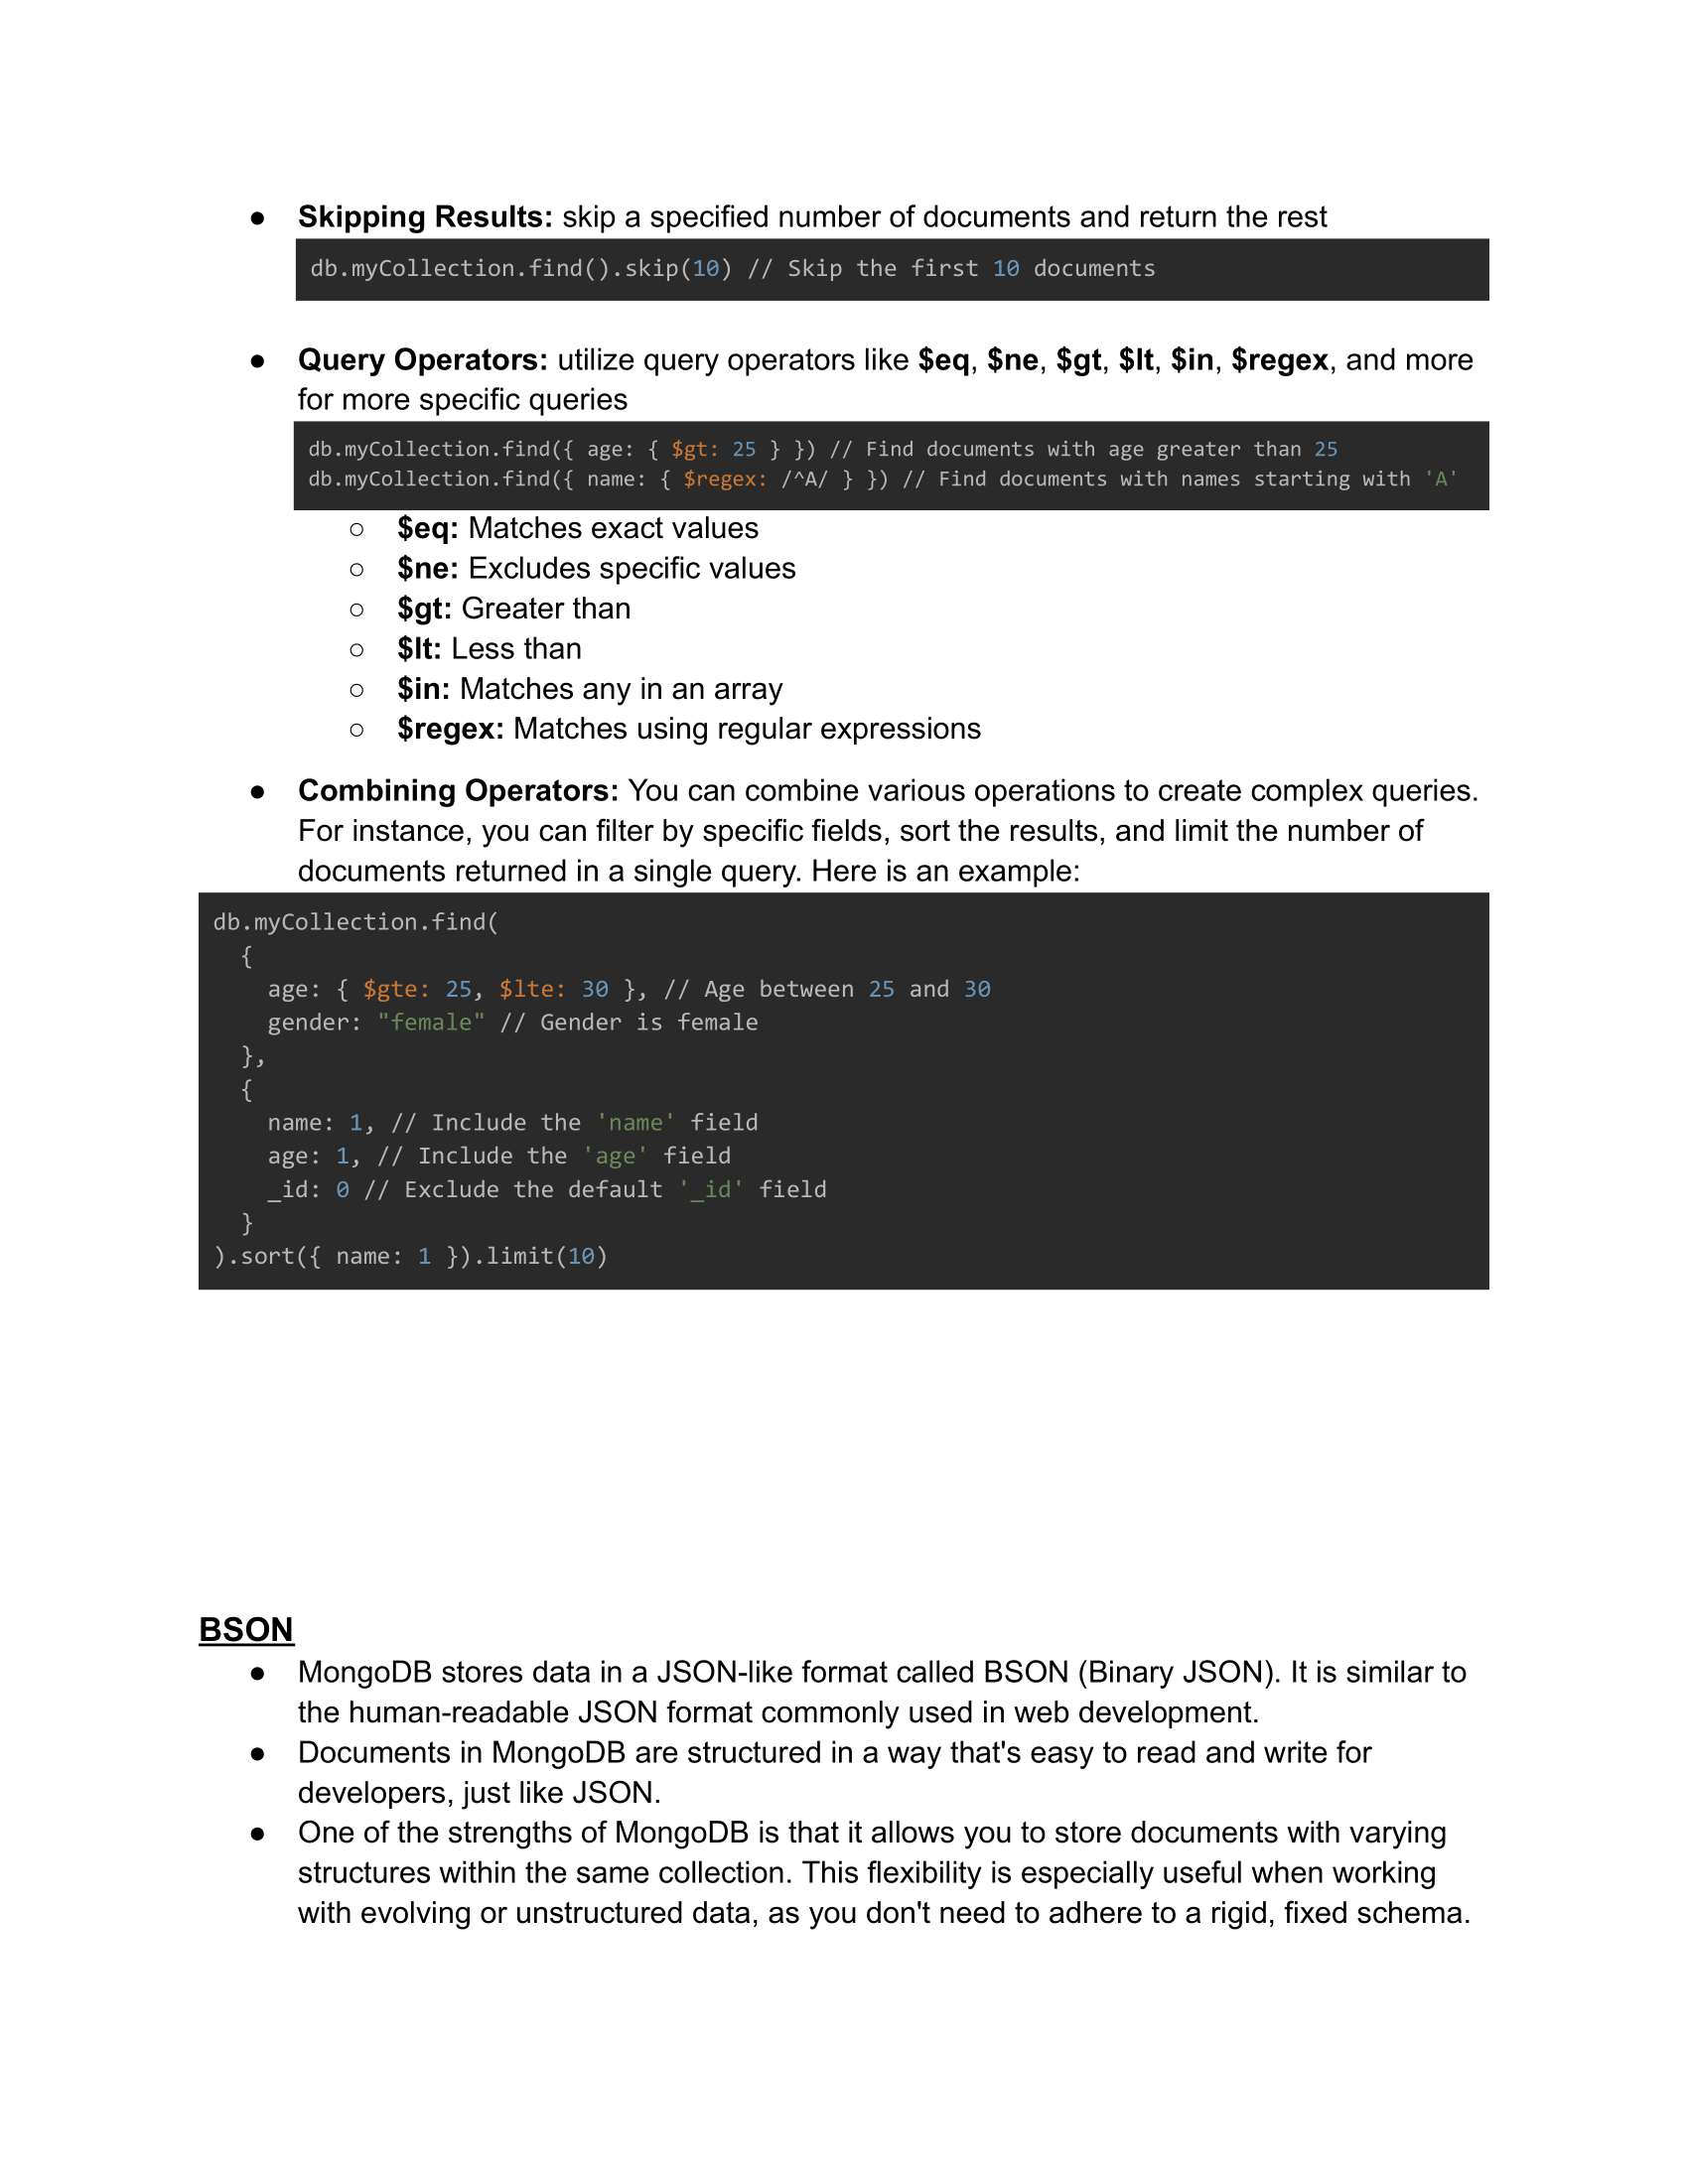 ● Skipping Results: skip a specified number of documents and return the rest
db.myCollection.find().skip(10) // Skip the first 10 documents
● Query Operators: utilize query operators like $eq, $ne, $gt, $lt, $in, $regex, and more
for more specific queries
db.myCollection.find({ age: { $gt: 25 } }) // Find documents with age greater than 25
db.myCollection.find({ name: { $regex: /^A/ } }) // Find documents with names starting with 'A'
○ $eq: Matches exact values
○ $ne: Excludes specific values
○ $gt: Greater than
○ $lt: Less than
○ $in: Matches any in an array
○ $regex: Matches using regular expressions
● Combining Operators: You can combine various operations to create complex queries.
For instance, you can filter by specific fields, sort the results, and limit the number of
documents returned in a single query. Here is an example:
db.myCollection.find(
  {
    age: { $gte: 25, $lte: 30 }, // Age between 25 and 30
    gender: "female" // Gender is female
  },
  {
    name: 1, // Include the 'name' field
    age: 1, // Include the 'age' field
    _id: 0 // Exclude the default '_id' field
  }
).sort({ name: 1 }).limit(10)
BSON
● MongoDB stores data in a JSON-like format called BSON (Binary JSON). It is similar to
the human-readable JSON format commonly used in web development.
● Documents in MongoDB are structured in a way that's easy to read and write for
developers, just like JSON.
● One of the strengths of MongoDB is that it allows you to store documents with varying
structures within the same collection. This flexibility is especially useful when working
with evolving or unstructured data, as you don't need to adhere to a rigid, fixed schema.